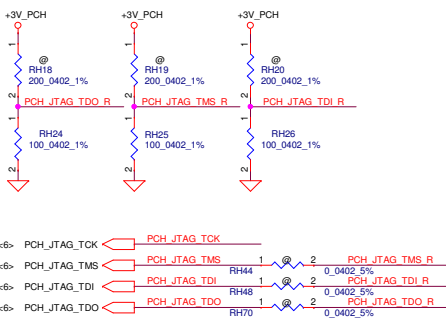 +3V_PCH +3V_PCH +3V_PCH
1 1 1
@ @ @
RH18 RH19 RH20
200_0402_1% 200_0402_1% 200_0402_1%
2 2 2
PCH_JTAG_TDO_R PCH_JTAG_TMS_R PCH_JTAG_TDI_R
1 1 1
RH24 RH25 RH26
100_0402_1% 100_0402_1% 100_0402_1%
2 2 2
<6> PCH_JTAG_TCK PCH_JTAG_TCK
<6> PCH_JTAG_TMS PCH_JTAG_TMS 1 @ 2 PCH_JTAG_TMS_R
RH44 0_0402_5%
<6> PCH_JTAG_TDI PCH_JTAG_TDI 1 @ 2 PCH_JTAG_TDI_R
RH48 0_0402_5%
<6> PCH_JTAG_TDO PCH_JTAG_TDO 1 @ 2 PCH_JTAG_TDO_R
RH70 0_0402_5%